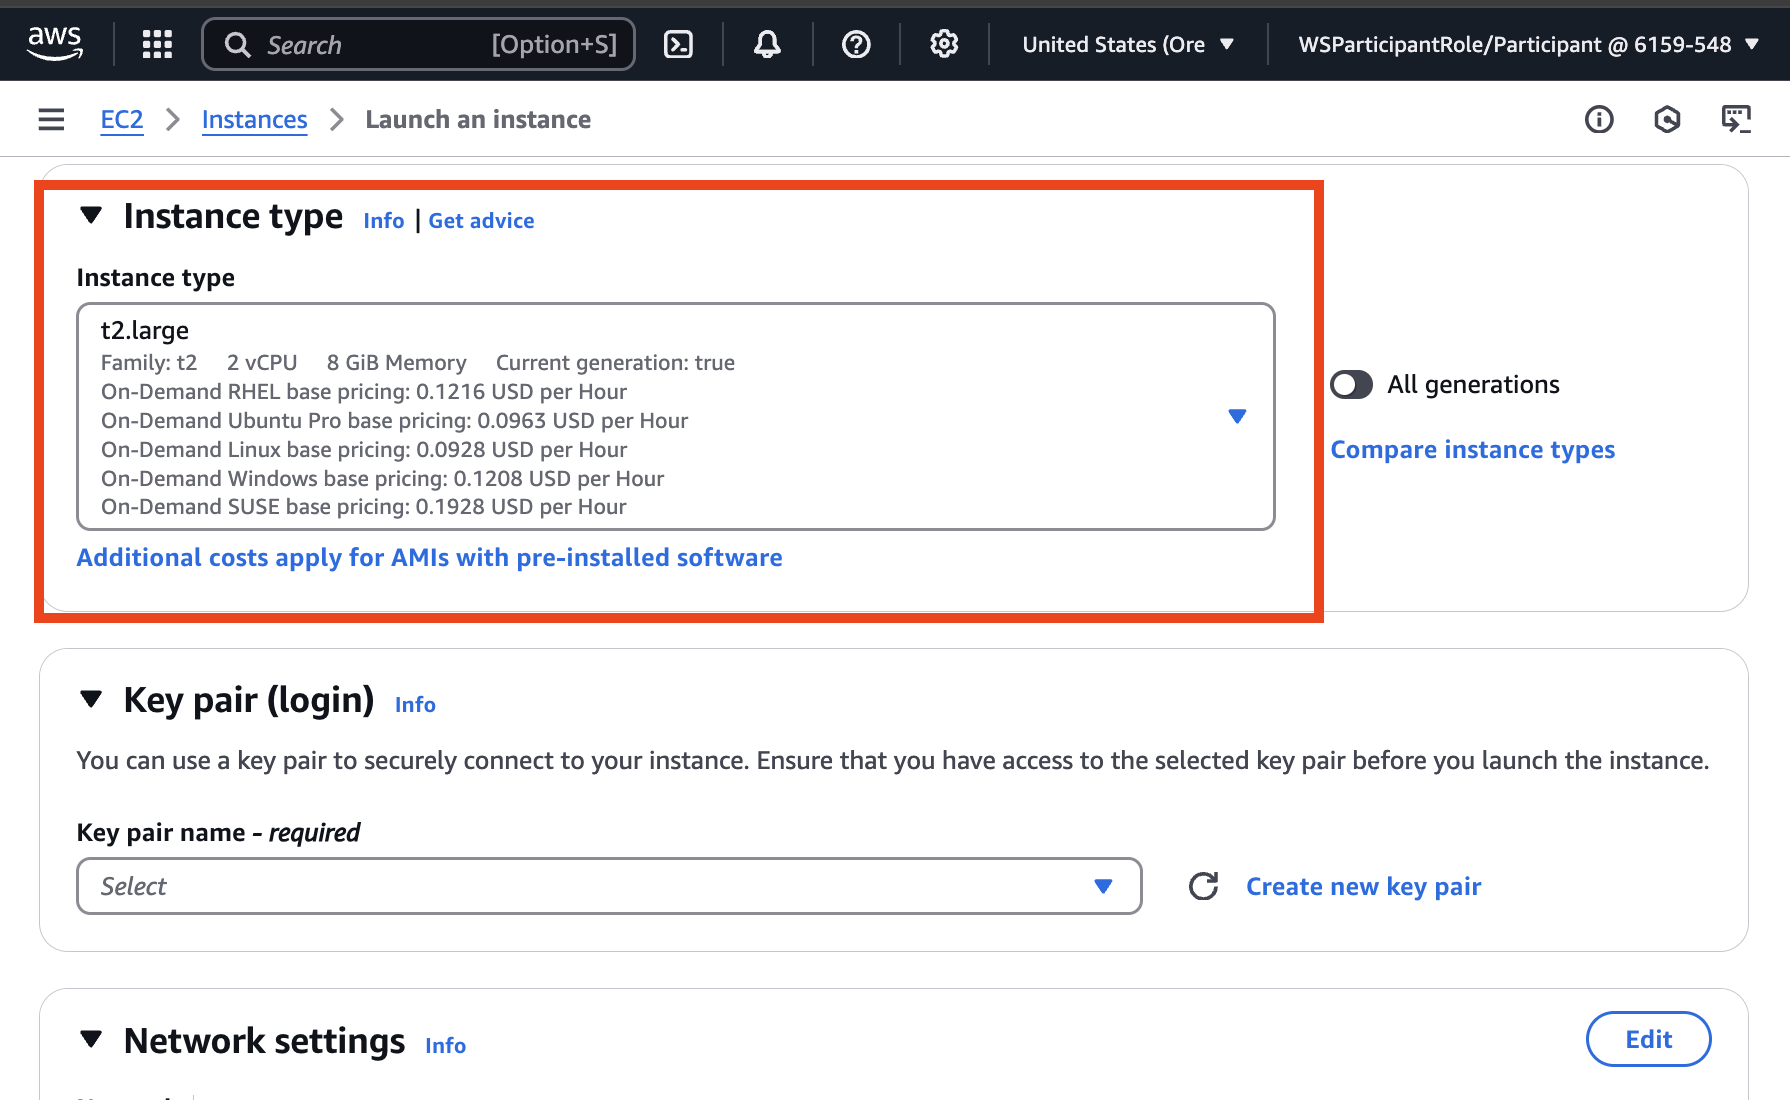 aws
Search [Option+S]
United States (Ore
WSParticipantRole/Participant @ 6159-548
EC2 Instances Launch an instance
Instance type Info | Get advice
Instance type
t2.large
Family: t2 2 vCPU 8 GiB Memory Current generation: true
On-Demand RHEL base pricing: 0.1216 USD per Hour
On-Demand Ubuntu Pro base pricing: 0.0963 USD per Hour
On-Demand Linux base pricing: 0.0928 USD per Hour
On-Demand Windows base pricing: 0.1208 USD per Hour
On-Demand SUSE base pricing: 0.1928 USD per Hour
Additional costs apply for AMIs with pre-installed software
All generations
Compare instance types
Key pair (login) Info
You can use a key pair to securely connect to your instance. Ensure that you have access to the selected key pair before you launch the instance.
Key pair name - required
Select
Create new key pair
Network settings Info
Edit